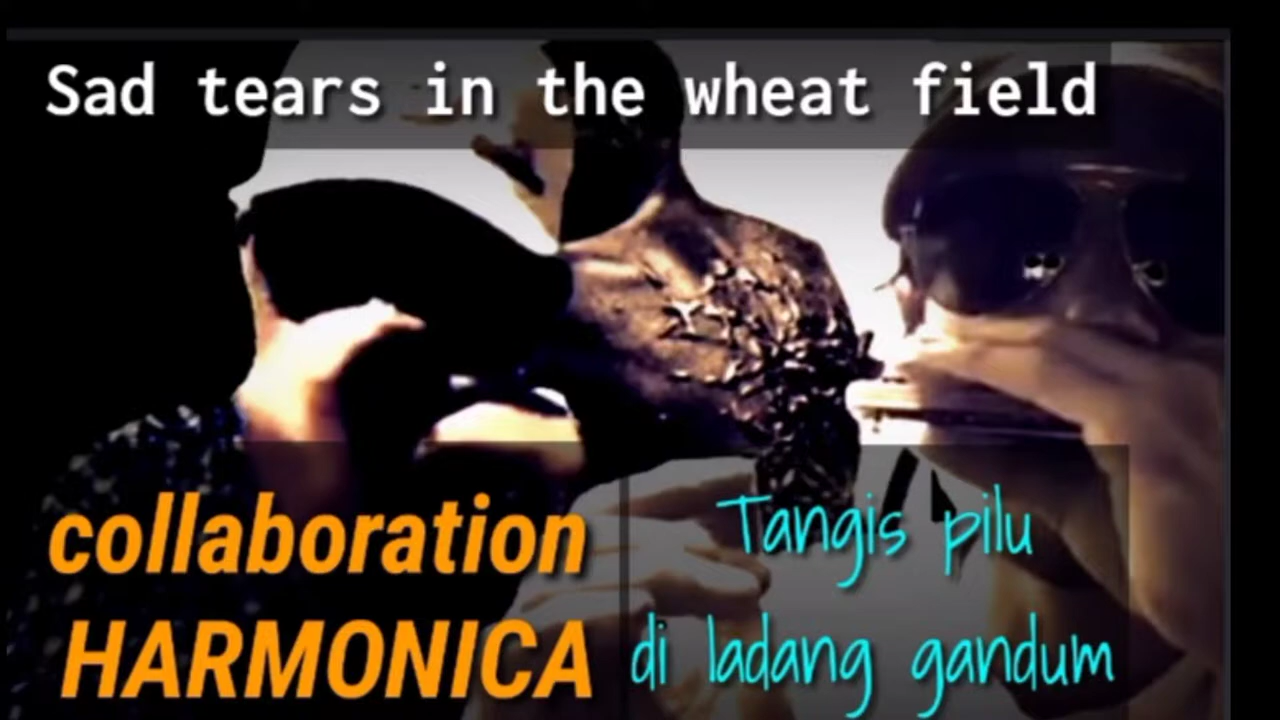 Sad tears in the wheat field
collaboration
HARMONICA
Tangis pilu
di ladang gandum